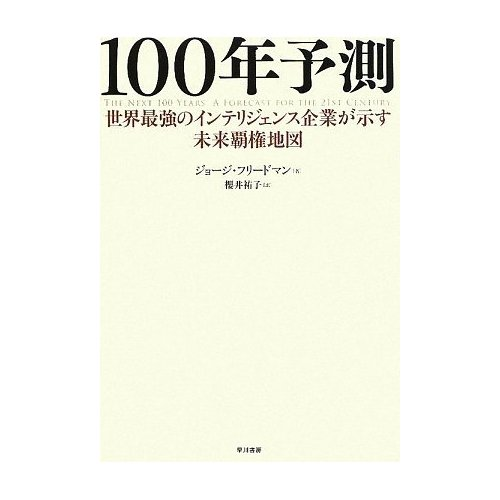 100年予測
THE NEXT 100 YEARS: A FORECAST FOR THE 21ST CENTURY
世界最強のインテリジェンス企業が示す
未来覇権地図
ジョージ・フリードマン 著
櫻井祐子 訳
早川書房